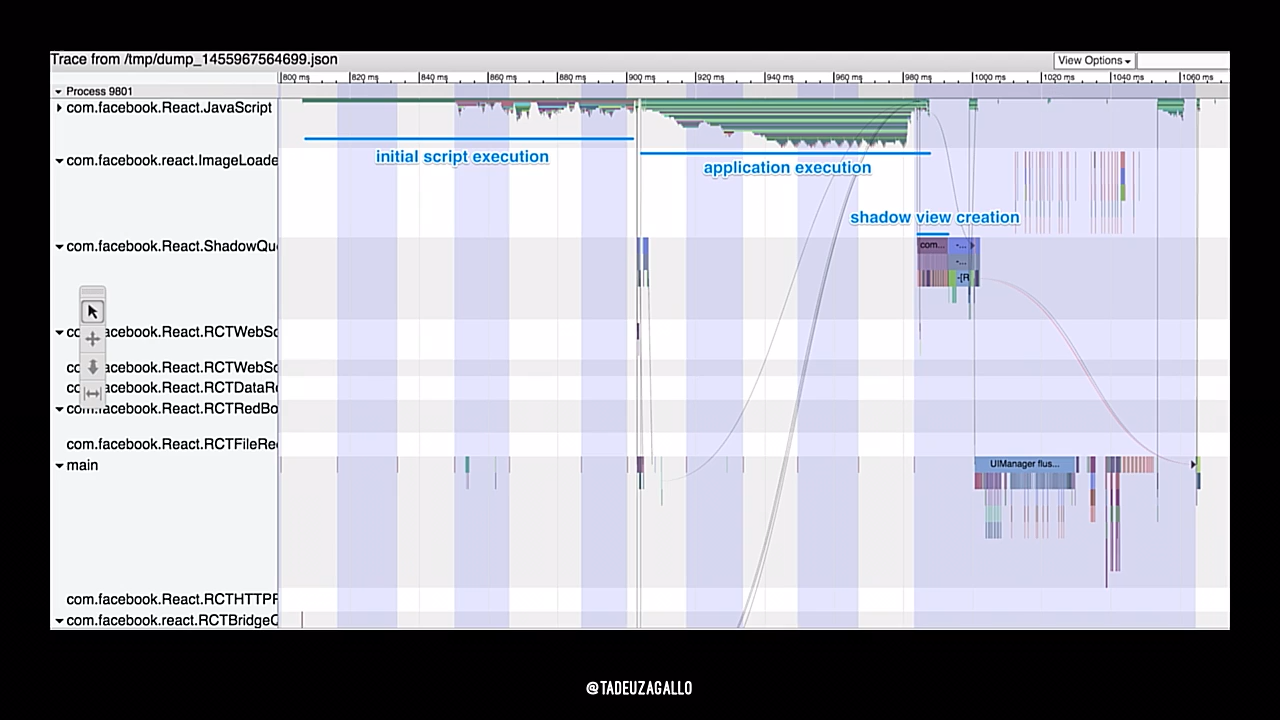 Trace from /tmp/dump_1455967564699.json
View Options
800 ms 820 ms 840 ms 860 ms 880 ms 900 ms 920 ms 940 ms 960 ms 980 ms 1000 ms 1020 ms 1040 ms 1060 ms
Process 9801
com.facebook.React.JavaScript
initial script execution
com.facebook.react.ImageLoade
application execution
shadow view creation
com.facebook.React.ShadowQu
com... -...
-...
-[R
com.facebook.React.RCTWebSo
com.facebook.React.RCTWebSo
com.facebook.React.RCTDataRe
com.facebook.React.RCTRedBo
com.facebook.React.RCTFileRe
main
UIManager flus...
com.facebook.React.RCTHTTPR
com.facebook.react.RCTBridgeC
@TADEUZAGALLO